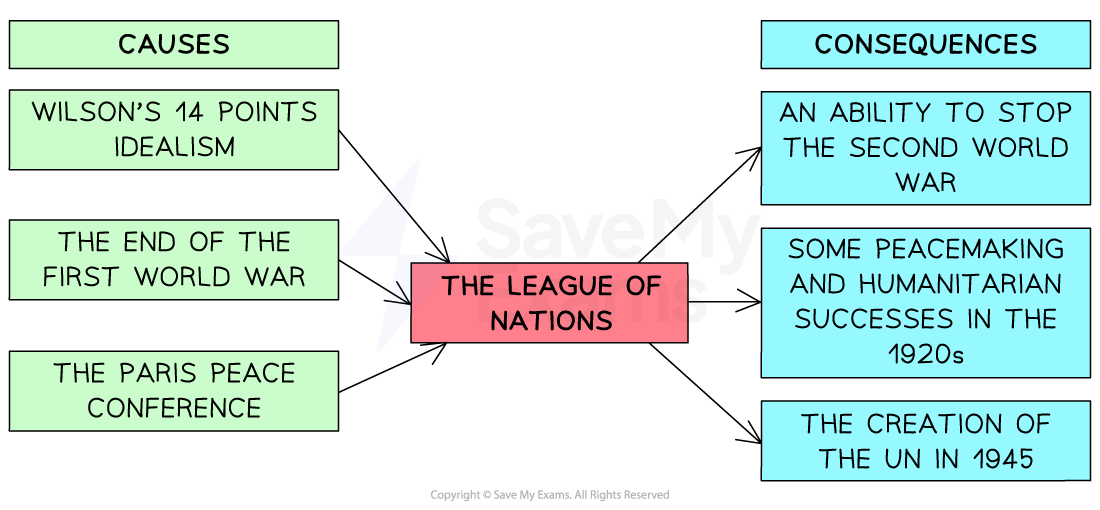 CAUSES
WILSON'S 14 POINTS
IDEALISM
THE END OF THE
FIRST WORLD WAR
THE PARIS PEACE
CONFERENCE
THE LEAGUE OF
NATIONS
CONSEQUENCES
AN ABILITY TO STOP
THE SECOND WORLD
WAR
SOME PEACEMAKING
AND HUMANITARIAN
SUCCESSES IN THE
1920s
THE CREATION OF
THE UN IN 1945
SaveMy
Exams
Copyright © Save My Exams. All Rights Reserved